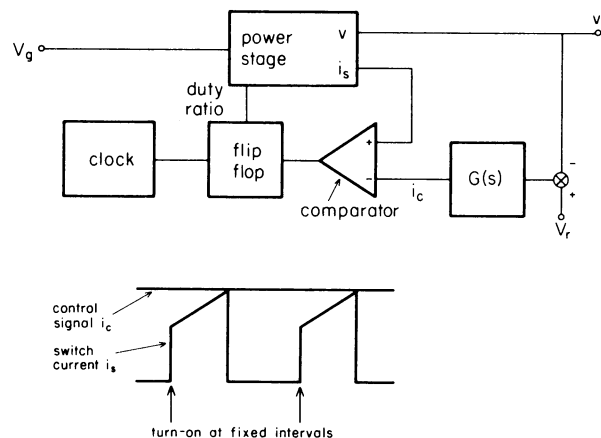 power
stage
v
i_s
V_g
v
duty
ratio
clock
flip
flop
+
-
comparator
i_c
G(s)
-
+
V_r
control
signal i_c
switch
current i_s
turn-on at fixed intervals